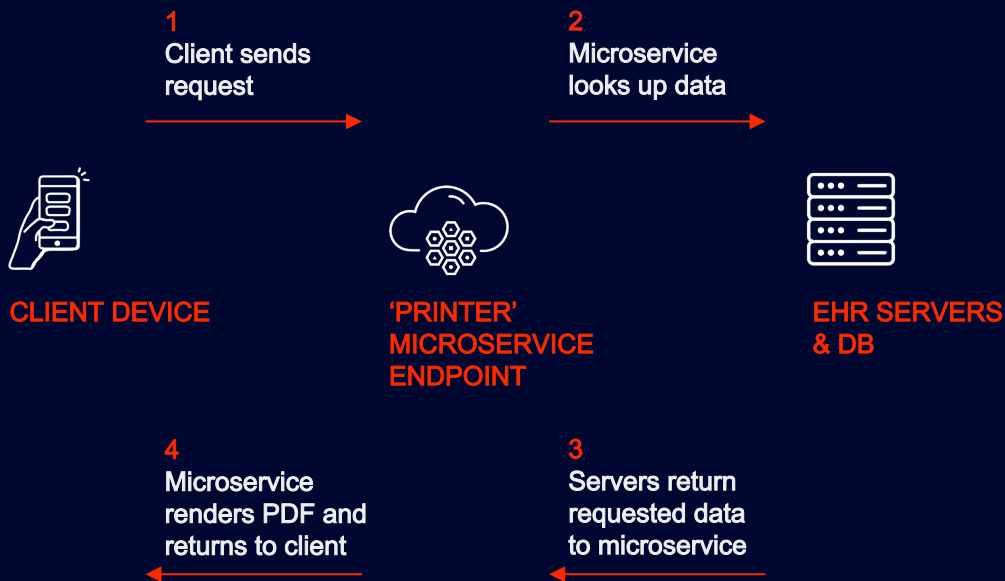 1
Client sends
request
2
Microservice
looks up data
CLIENT DEVICE
‘PRINTER’
MICROSERVICE
ENDPOINT
EHR SERVERS
& DB
4
Microservice
renders PDF and
returns to client
3
Servers return
requested data
to microservice